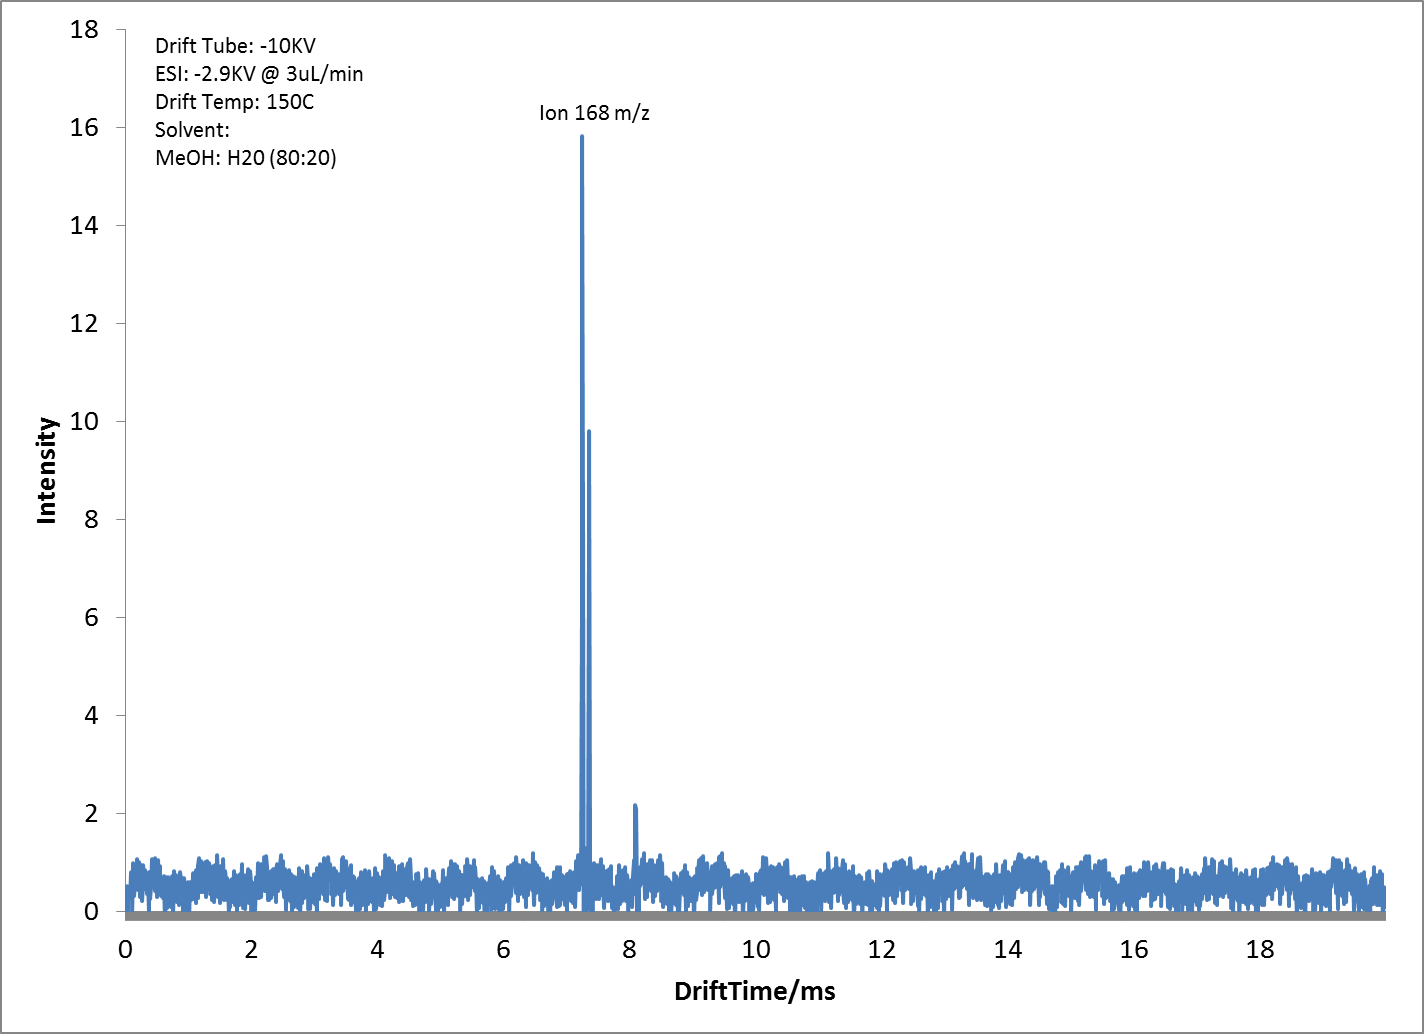 18
Drift Tube: -10KV
ESI: -2.9KV @ 3uL/min
Drift Temp: 150C
Solvent:
MeOH: H20 (80:20)
Ion 168 m/z
16
14
12
10
8
6
4
2
0
Intensity
0 2 4 6 8 10 12 14 16 18
DriftTime/ms